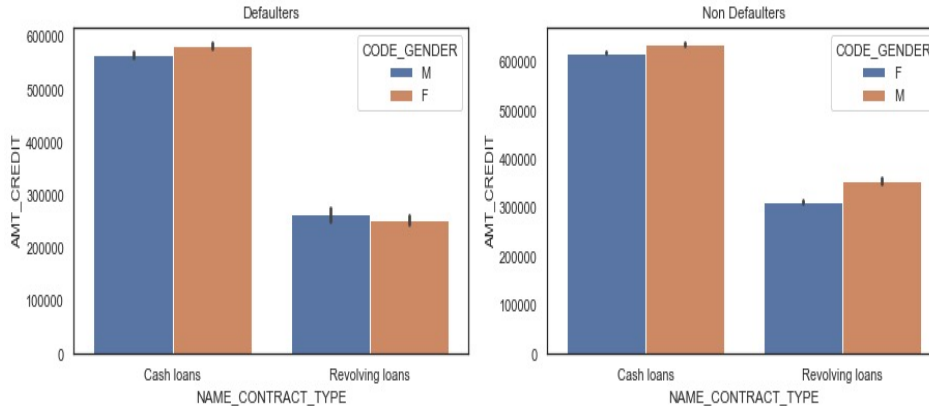 Defaulters
600000
500000
400000
300000
200000
100000
0
AMT_CREDIT
CODE_GENDER
M
F
Cash loans
Revolving loans
NAME_CONTRACT_TYPE
Non Defaulters
600000
500000
400000
300000
200000
100000
0
AMT_CREDIT
CODE_GENDER
F
M
Cash loans
Revolving loans
NAME_CONTRACT_TYPE